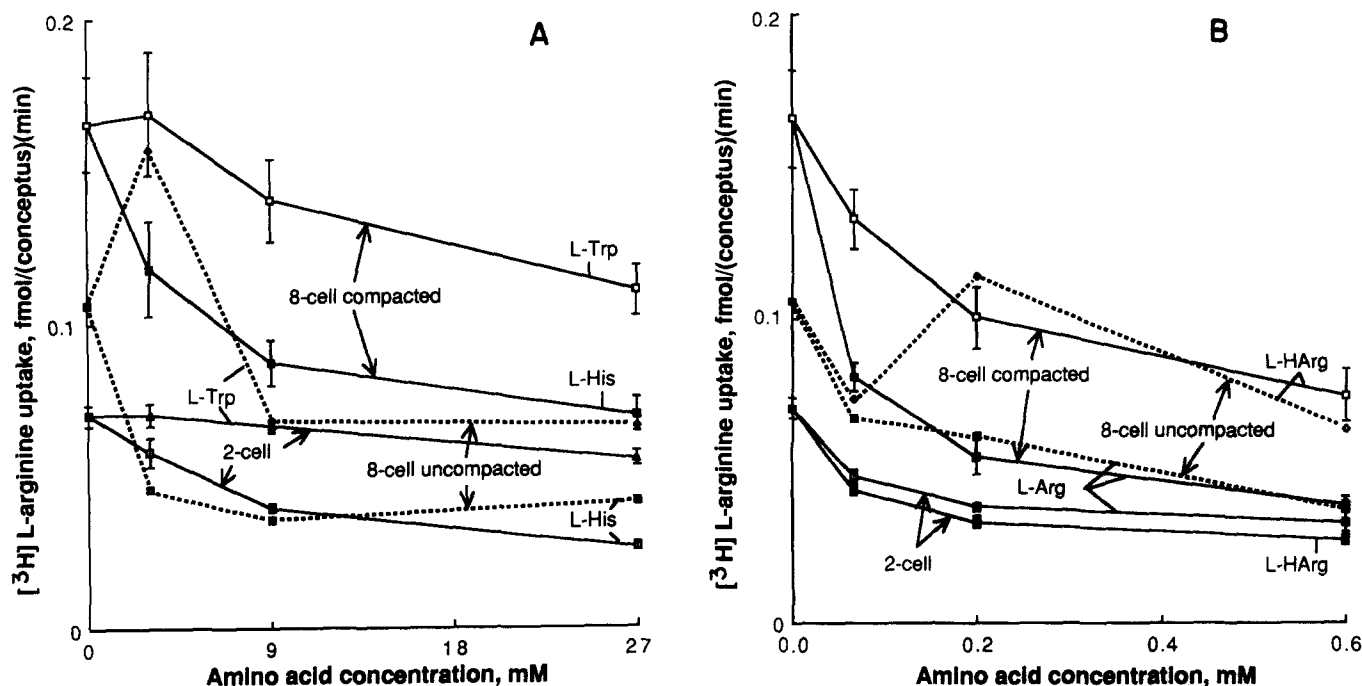 A
B
0.2
0.1
0
[³H] L-arginine uptake, fmol/(conceptus)(min)
L-Trp
8-cell compacted
L-His
L-Trp
2-cell
8-cell uncompacted
L-His
0
9
18
27
Amino acid concentration, mM
0.2
0.1
0
[³H] L-arginine uptake, fmol/(conceptus)(min)
L-HArg
8-cell compacted
8-cell uncompacted
L-Arg
2-cell
L-HArg
0.0
0.2
0.4
0.6
Amino acid concentration, mM